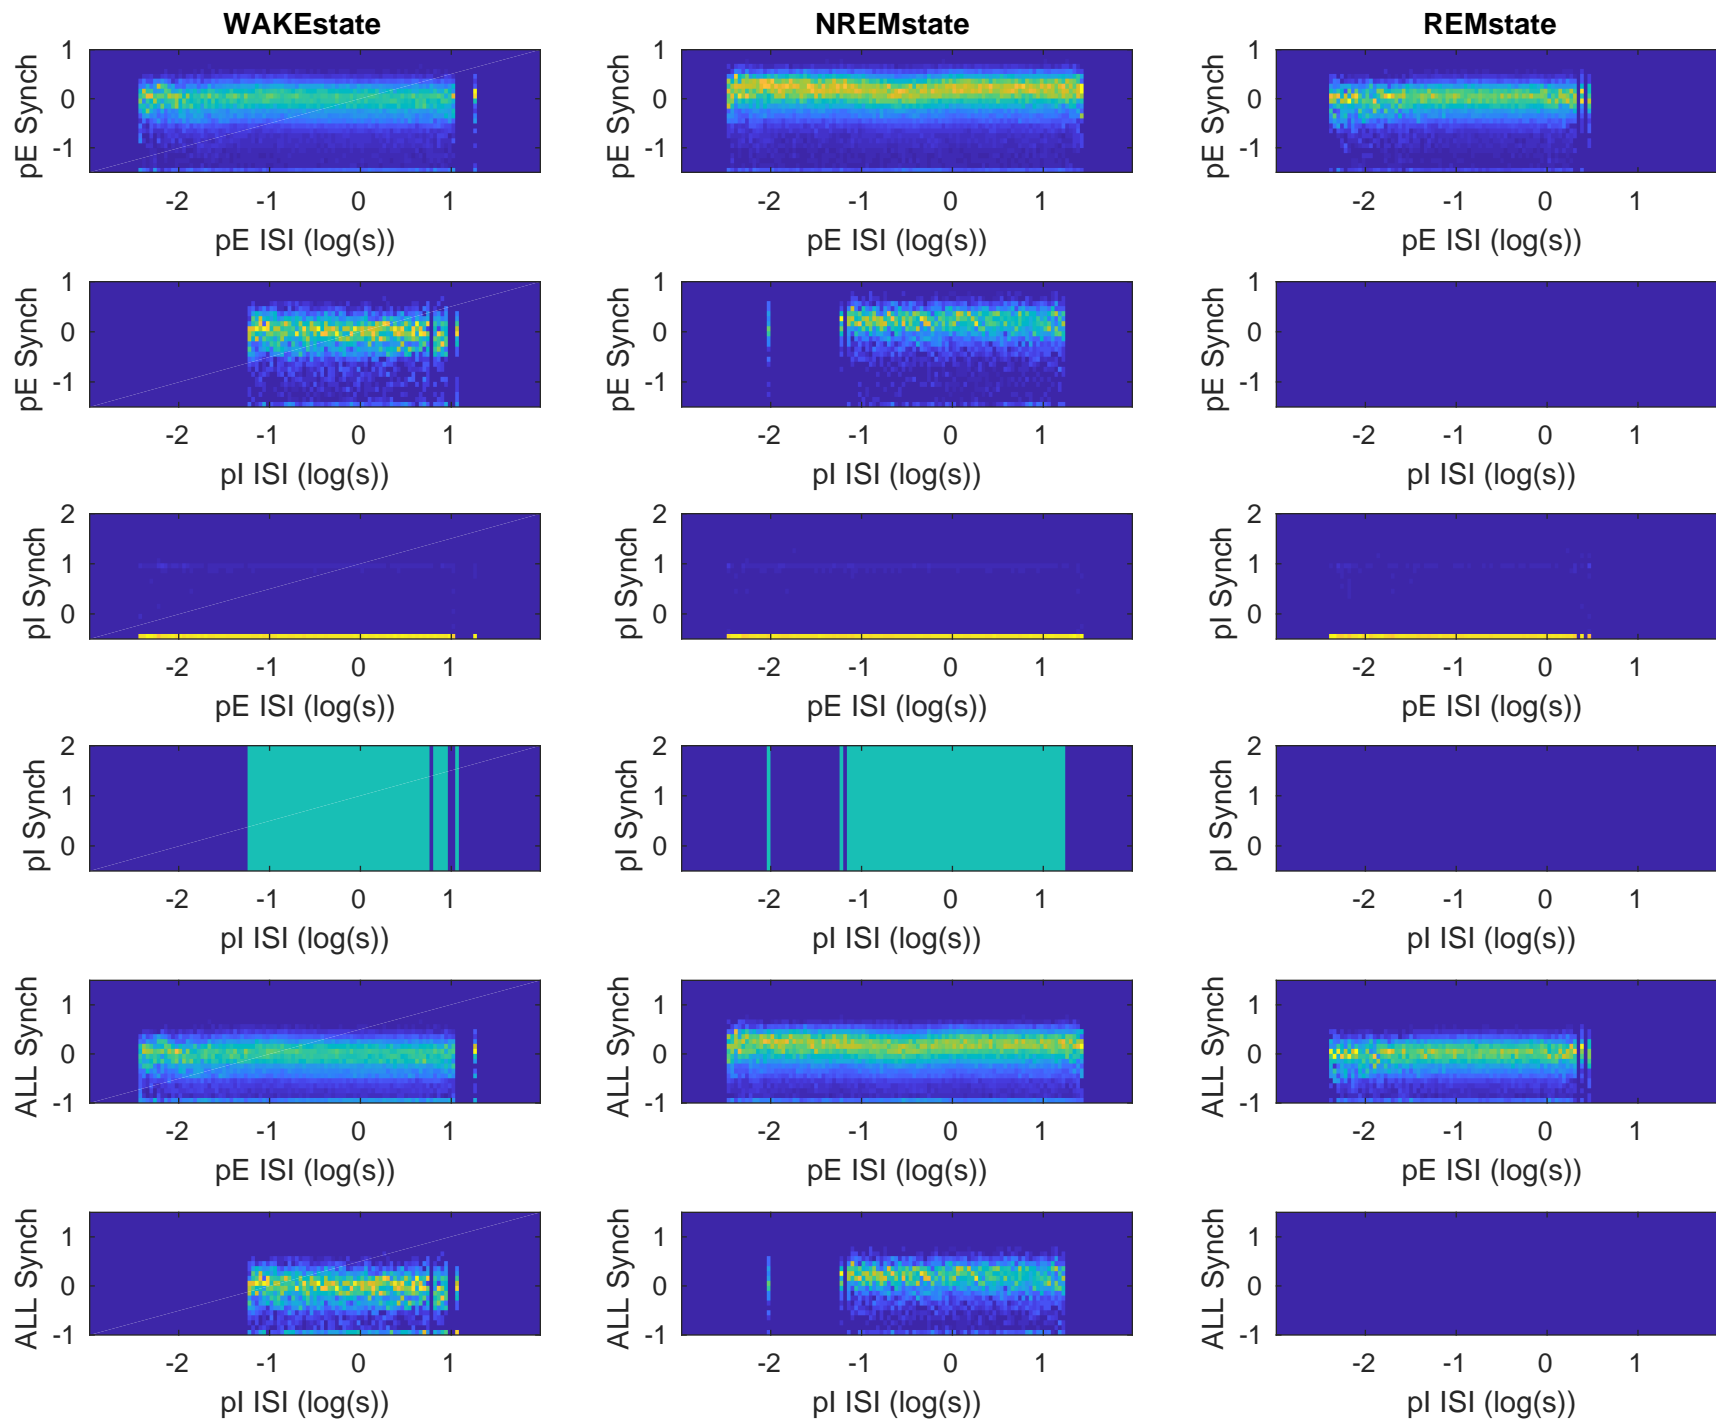 WAKEstate NREMstate REMstate
1 1 1
pE Synch 0 pE Synch 0 pE Synch 0
-1 -1 -1
-2 -1 0 1 -2 -1 0 1 -2 -1 0 1
pE ISI (log(s)) pE ISI (log(s)) pE ISI (log(s))
1 1 1
pE Synch 0 pE Synch 0 pE Synch 0
-1 -1 -1
-2 -1 0 1 -2 -1 0 1 -2 -1 0 1
pI ISI (log(s)) pI ISI (log(s)) pI ISI (log(s))
2 2 2
pI Synch 1 pI Synch 1 pI Synch 1
0 0 0
-2 -1 0 1 -2 -1 0 1 -2 -1 0 1
pE ISI (log(s)) pE ISI (log(s)) pE ISI (log(s))
2 2 2
pI Synch 1 pI Synch 1 pI Synch 1
0 0 0
-2 -1 0 1 -2 -1 0 1 -2 -1 0 1
pI ISI (log(s)) pI ISI (log(s)) pI ISI (log(s))
1 1 1
ALL Synch 0 ALL Synch 0 ALL Synch 0
-1 -1 -1
-2 -1 0 1 -2 -1 0 1 -2 -1 0 1
pE ISI (log(s)) pE ISI (log(s)) pE ISI (log(s))
1 1 1
ALL Synch 0 ALL Synch 0 ALL Synch 0
-1 -1 -1
-2 -1 0 1 -2 -1 0 1 -2 -1 0 1
pI ISI (log(s)) pI ISI (log(s)) pI ISI (log(s))